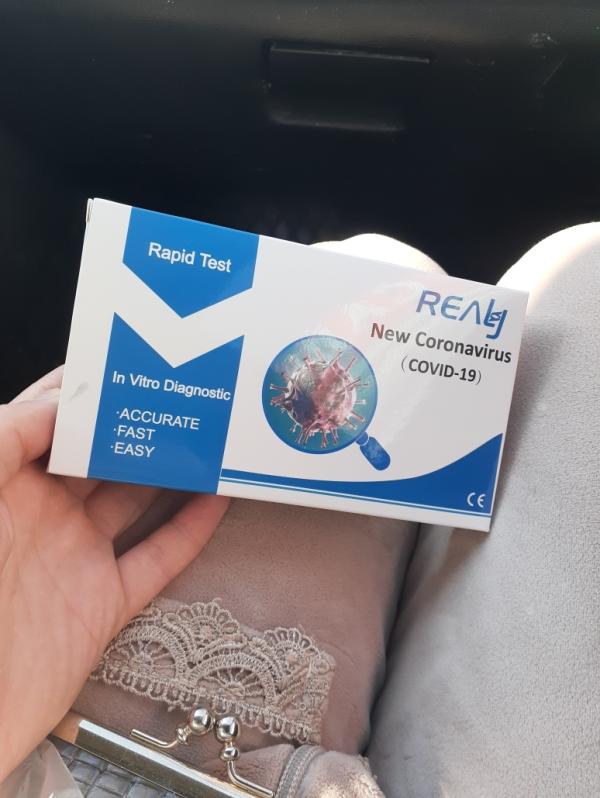 Rapid Test
In Vitro Diagnostic
·ACCURATE
·FAST
·EASY
REALY
New Coronavirus
(COVID-19)
CE